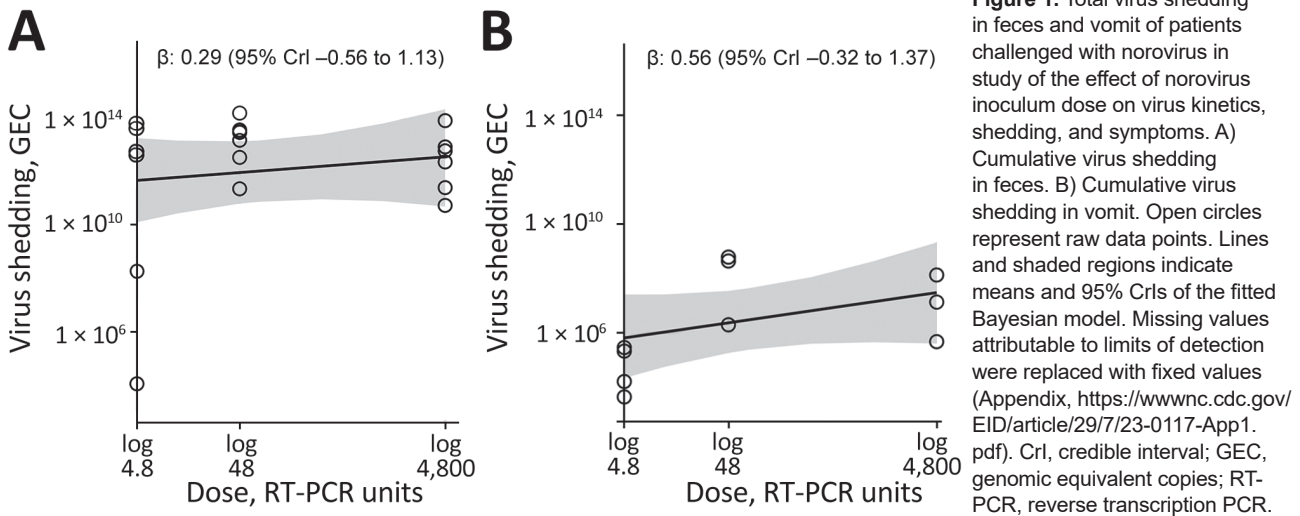 A
β: 0.29 (95% CrI –0.56 to 1.13)
Virus shedding, GEC
1 × 10¹⁴
1 × 10¹⁰
1 × 10⁶
log
4.8
log
48
log
4,800
Dose, RT-PCR units
B
β: 0.56 (95% CrI –0.32 to 1.37)
Virus shedding, GEC
1 × 10¹⁴
1 × 10¹⁰
1 × 10⁶
log
4.8
log
48
log
4,800
Dose, RT-PCR units
Figure 1. Total virus shedding
in feces and vomit of patients
challenged with norovirus in
study of the effect of norovirus
inoculum dose on virus kinetics,
shedding, and symptoms. A)
Cumulative virus shedding
in feces. B) Cumulative virus
shedding in vomit. Open circles
represent raw data points. Lines
and shaded regions indicate
means and 95% CrIs of the fitted
Bayesian model. Missing values
attributable to limits of detection
were replaced with fixed values
(Appendix, https://wwwnc.cdc.gov/
EID/article/29/7/23-0117-App1.
pdf). CrI, credible interval; GEC,
genomic equivalent copies; RT-
PCR, reverse transcription PCR.